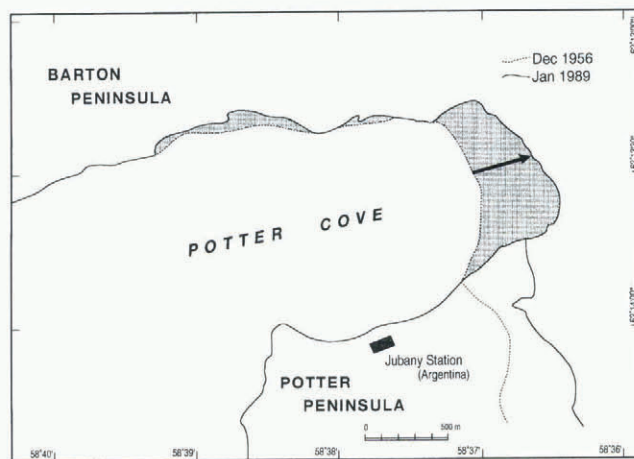 BARTON
PENINSULA
Dec 1956
Jan 1989
POTTER COVE
Jubany Station
(Argentina)
POTTER
PENINSULA
0 500 m
58°40' 58°39' 58°38' 58°37' 58°36'